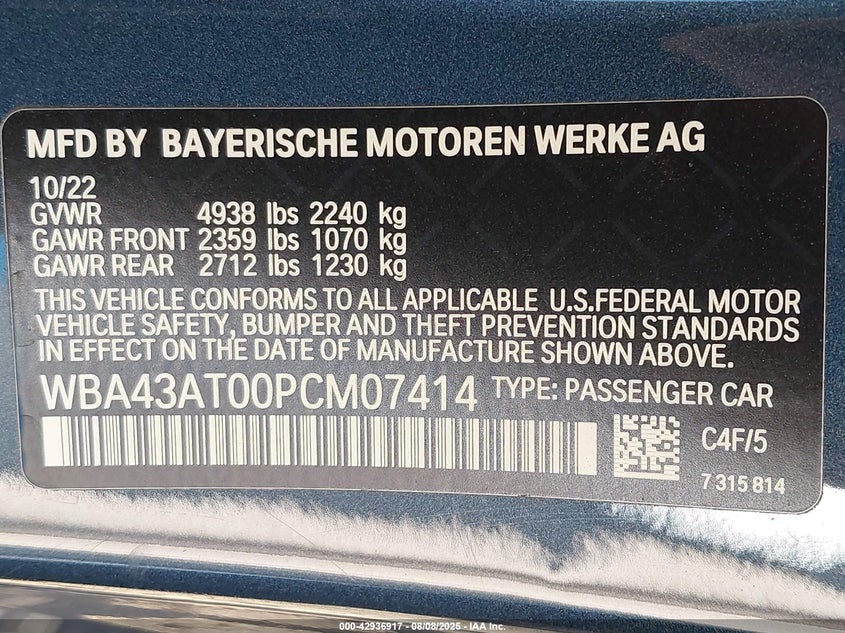 MFD BY BAYERISCHE MOTOREN WERKE AG
10/22
GVWR 4938 lbs 2240 kg
GAWR FRONT 2359 lbs 1070 kg
GAWR REAR 2712 lbs 1230 kg
THIS VEHICLE CONFORMS TO ALL APPLICABLE U.S.FEDERAL MOTOR
VEHICLE SAFETY, BUMPER AND THEFT PREVENTION STANDARDS
IN EFFECT ON THE DATE OF MANUFACTURE SHOWN ABOVE.
WBA43AT00PCM07414 TYPE: PASSENGER CAR
C4F/5
7 315 814
000-42936917 - 08/08/2025 - IAA Inc.